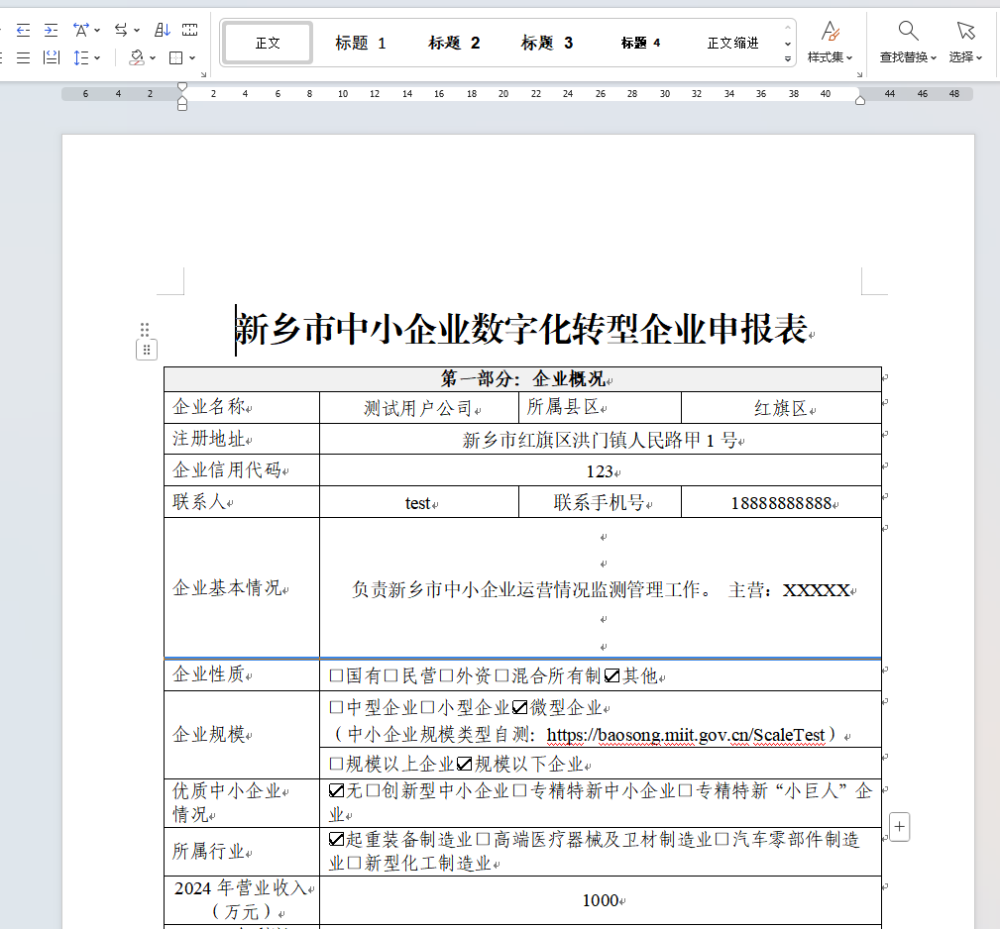 正文 标题 1 标题 2 标题 3 标题 4 正文缩进 样式集 查找替换 选择
6 4 2 2 4 6 8 10 12 14 16 18 20 22 24 26 28 30 32 34 36 38 40 44 46 48
新乡市中小企业数字化转型企业申报表
第一部分：企业概况
企业名称 测试用户公司 所属县区 红旗区
注册地址 新乡市红旗区洪门镇人民路甲 1 号
企业信用代码 123
联系人 test 联系手机号 18888888888
企业基本情况 负责新乡市中小企业运营情况监测管理工作。 主营：XXXXX
企业性质 ☐国有☐民营☐外资☐混合所有制☑其他
企业规模
☐中型企业☐小型企业☑微型企业
（中小企业规模类型自测：https://baosong.miit.gov.cn/ScaleTest）
☐规模以上企业☑规模以下企业
优质中小企业
情况
☑无☐创新型中小企业☐专精特新中小企业☐专精特新“小巨人”企
业
所属行业
☑起重装备制造业☐高端医疗器械及卫材制造业☐汽车零部件制造
业☐新型化工制造业
2024 年营业收入
（万元）
1000